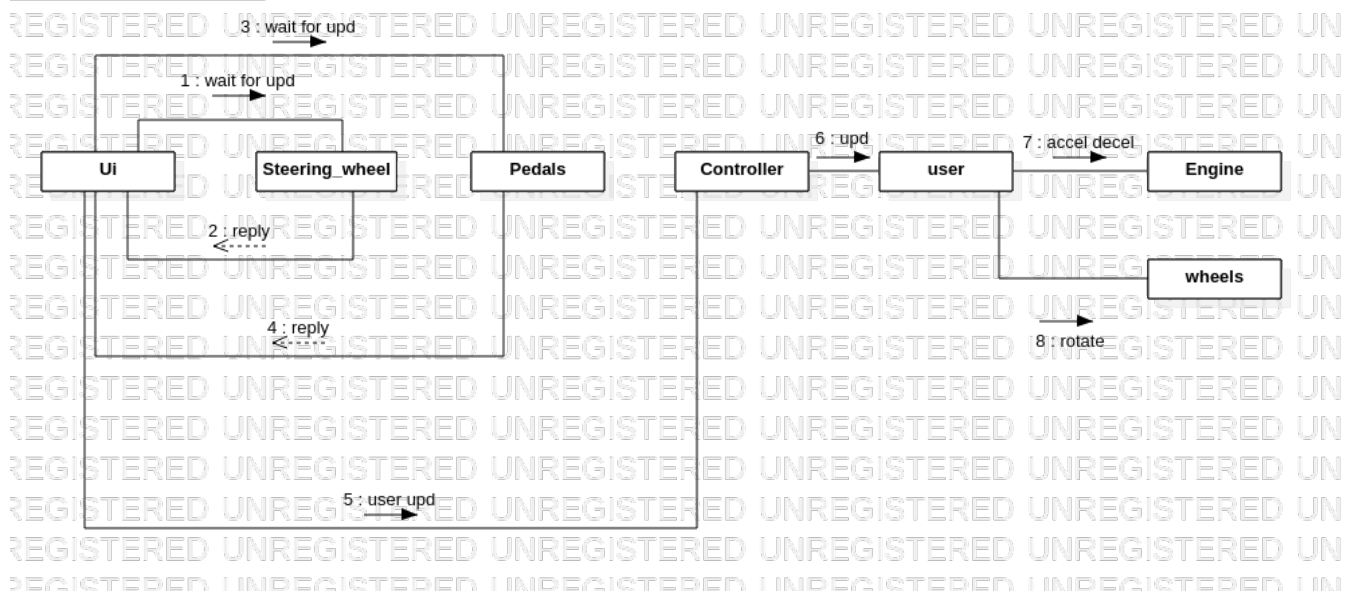 3 : wait for upd
1 : wait for upd
6 : upd
7 : accel decel
Ui
Steering_wheel
Pedals
Controller
user
Engine
2 : reply
wheels
4 : reply
8 : rotate
5 : user upd
UNREGISTERED